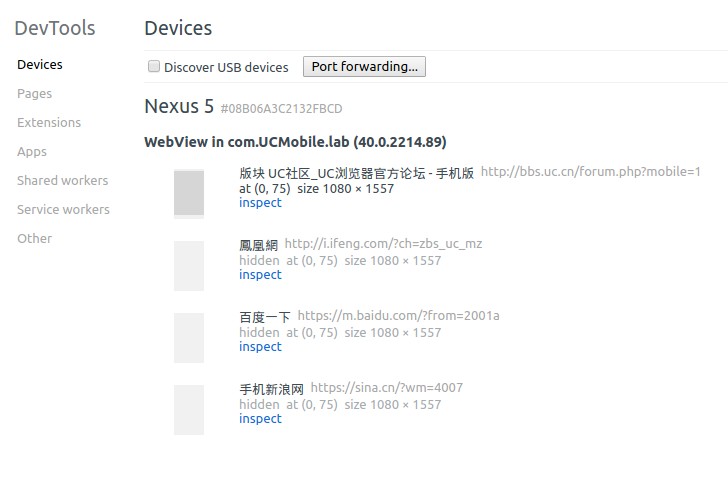 DevTools
Devices
Pages
Extensions
Apps
Shared workers
Service workers
Other
Devices
Discover USB devices Port forwarding...
Nexus 5 #08B06A3C2132FBCD
WebView in com.UCMobile.lab (40.0.2214.89)
版块 UC社区_UC浏览器官方论坛 - 手机版 http://bbs.uc.cn/forum.php?mobile=1
at (0, 75) size 1080 × 1557
inspect
鳳凰網 http://i.ifeng.com/?ch=zbs_uc_mz
hidden at (0, 75) size 1080 × 1557
inspect
百度一下 https://m.baidu.com/?from=2001a
hidden at (0, 75) size 1080 × 1557
inspect
手机新浪网 https://sina.cn/?wm=4007
hidden at (0, 75) size 1080 × 1557
inspect